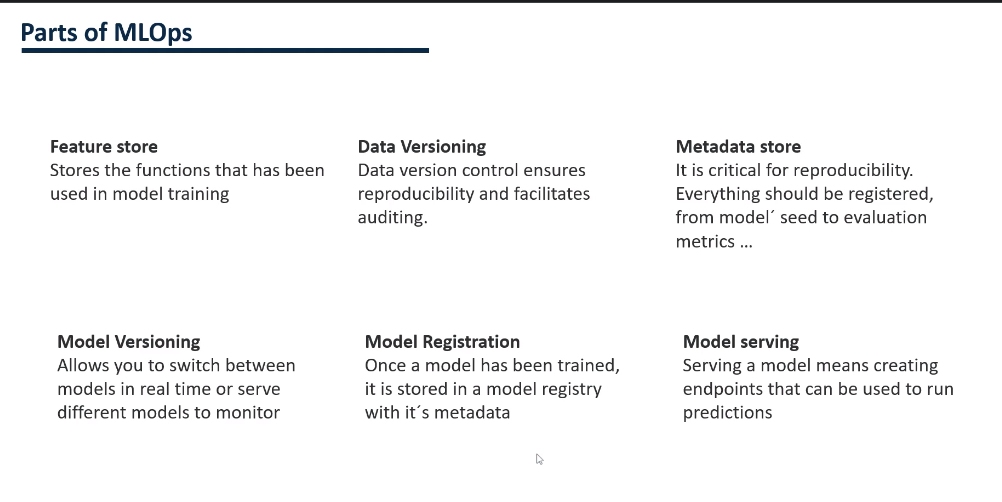 Parts of MLOps
Feature store
Stores the functions that has been
used in model training
Data Versioning
Data version control ensures
reproducibility and facilitates
auditing.
Metadata store
It is critical for reproducibility.
Everything should be registered,
from model´ seed to evaluation
metrics ...
Model Versioning
Allows you to switch between
models in real time or serve
different models to monitor
Model Registration
Once a model has been trained,
it is stored in a model registry
with it´s metadata
Model serving
Serving a model means creating
endpoints that can be used to run
predictions